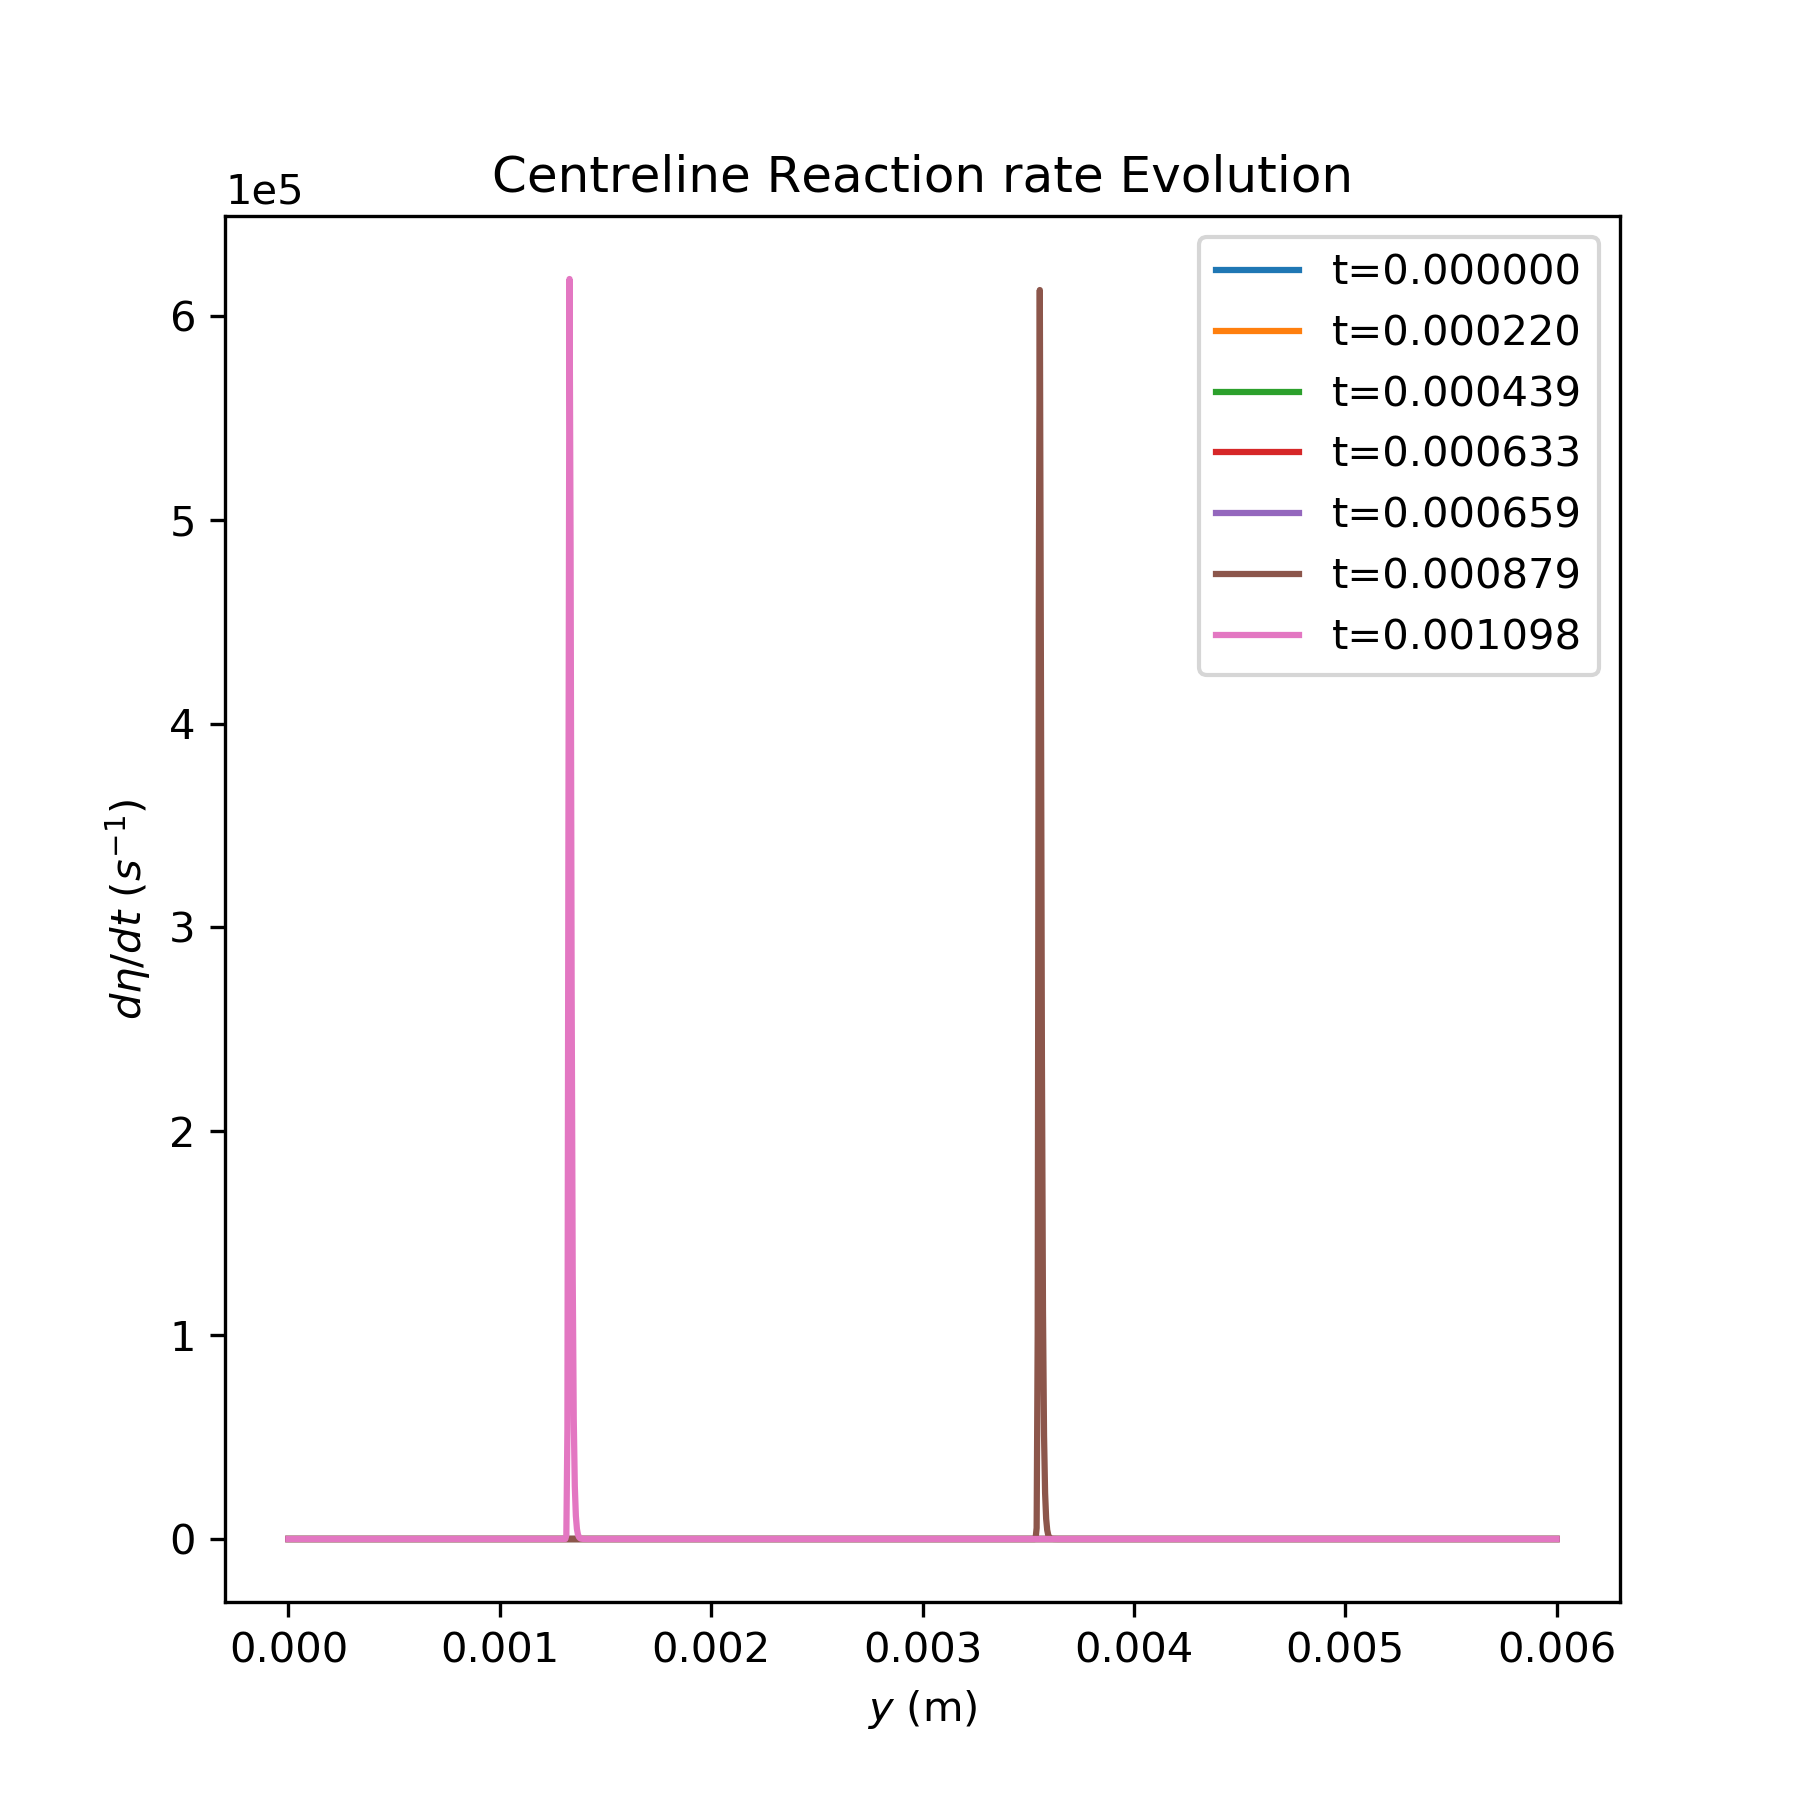 Centreline Reaction rate Evolution
1e5
t=0.000000
t=0.000220
t=0.000439
t=0.000633
t=0.000659
t=0.000879
t=0.001098
6
5
4
3
2
1
0
dη/dt (s⁻¹)
0.000 0.001 0.002 0.003 0.004 0.005 0.006
y (m)